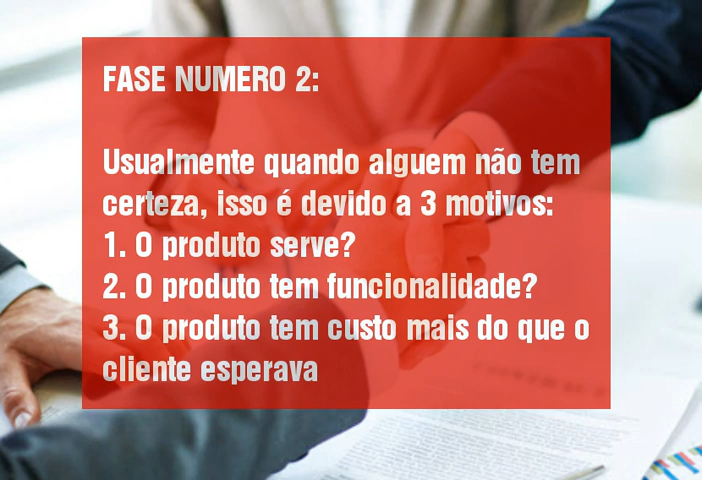 FASE NUMERO 2:
Usualmente quando alguem não tem
certeza, isso é devido a 3 motivos:
1. O produto serve?
2. O produto tem funcionalidade?
3. O produto tem custo mais do que o
cliente esperava